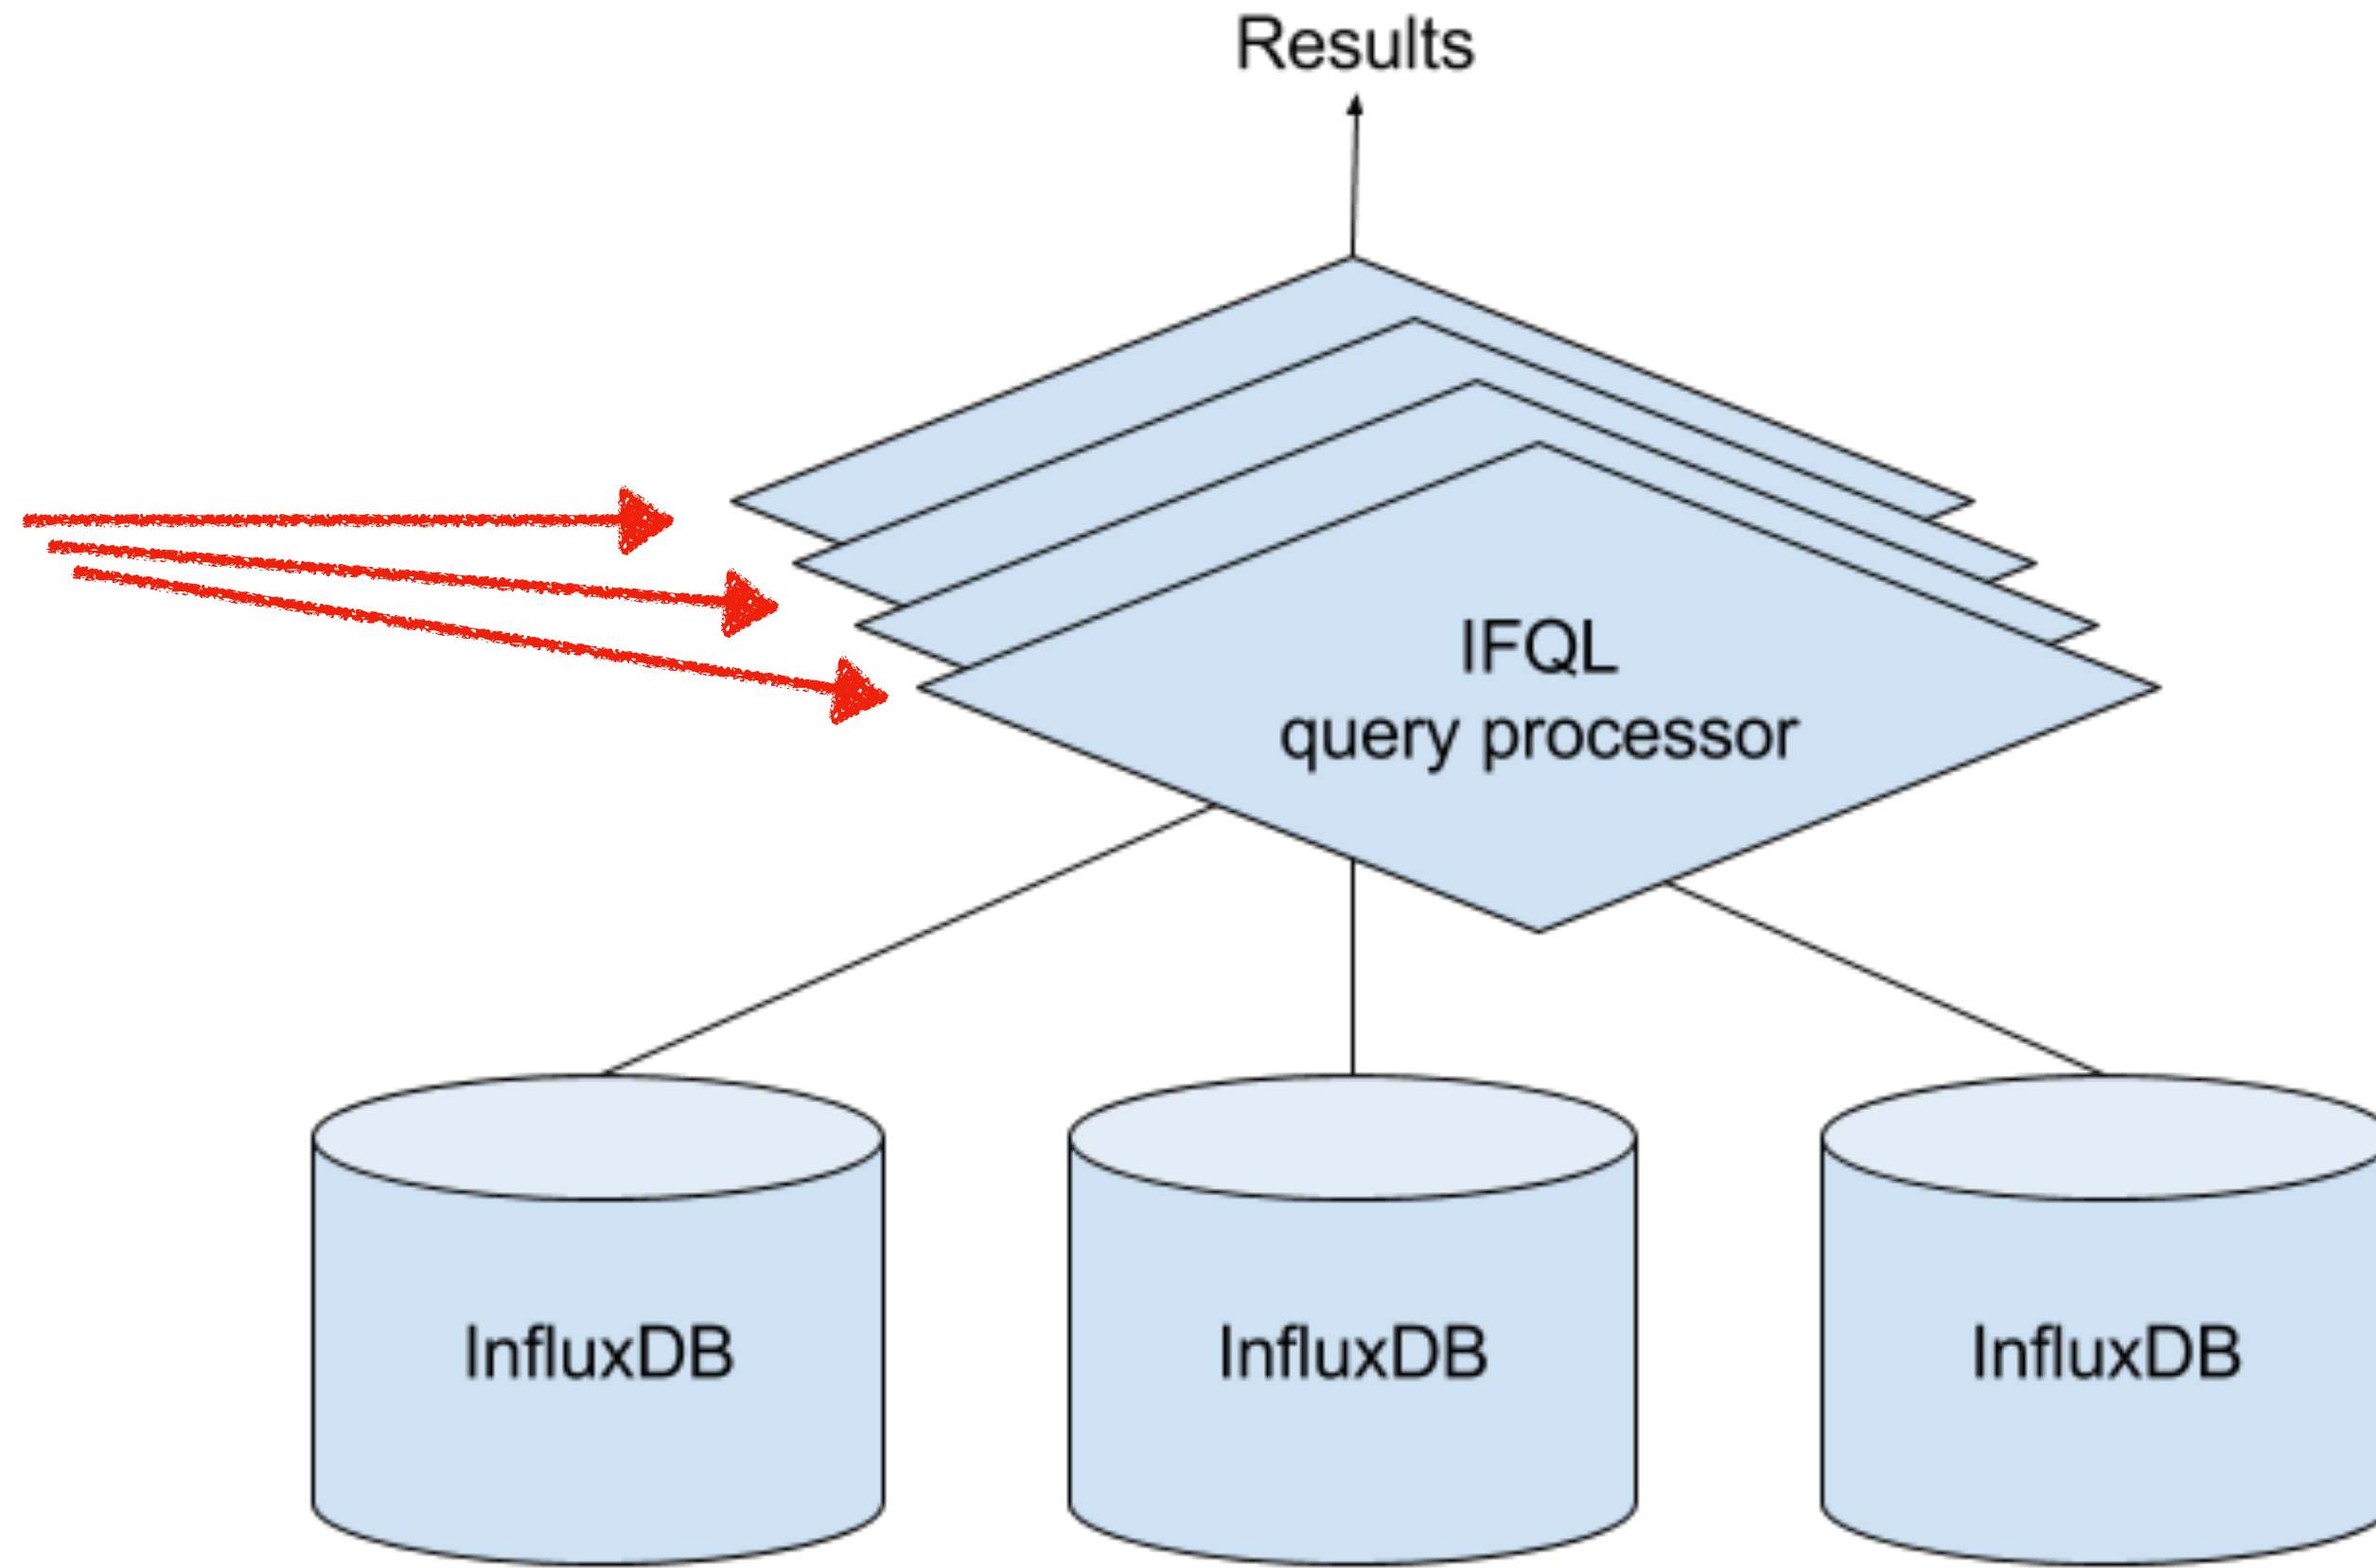 Results
IFQL
query processor
InfluxDB
InfluxDB
InfluxDB